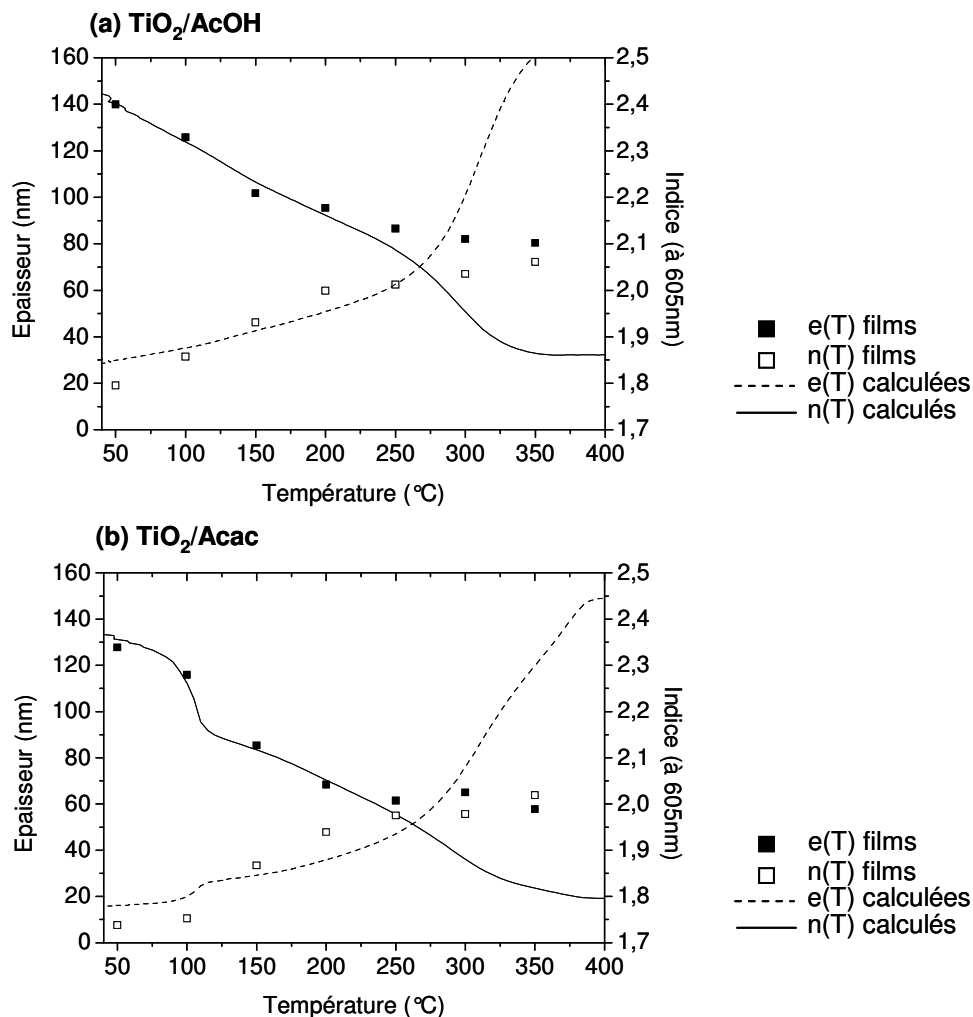 (a) TiO2/AcOH
160
140
120
100
80
60
40
20
0
Epaisseur (nm)
2,5
2,4
2,3
2,2
2,1
2,0
1,9
1,8
1,7
Indice (à 605nm)
50 100 150 200 250 300 350 400
Température (°C)
e(T) films
n(T) films
e(T) calculées
n(T) calculés
(b) TiO2/Acac
160
140
120
100
80
60
40
20
0
Epaisseur (nm)
2,5
2,4
2,3
2,2
2,1
2,0
1,9
1,8
1,7
Indice (à 605nm)
50 100 150 200 250 300 350 400
Température (°C)
e(T) films
n(T) films
e(T) calculées
n(T) calculés